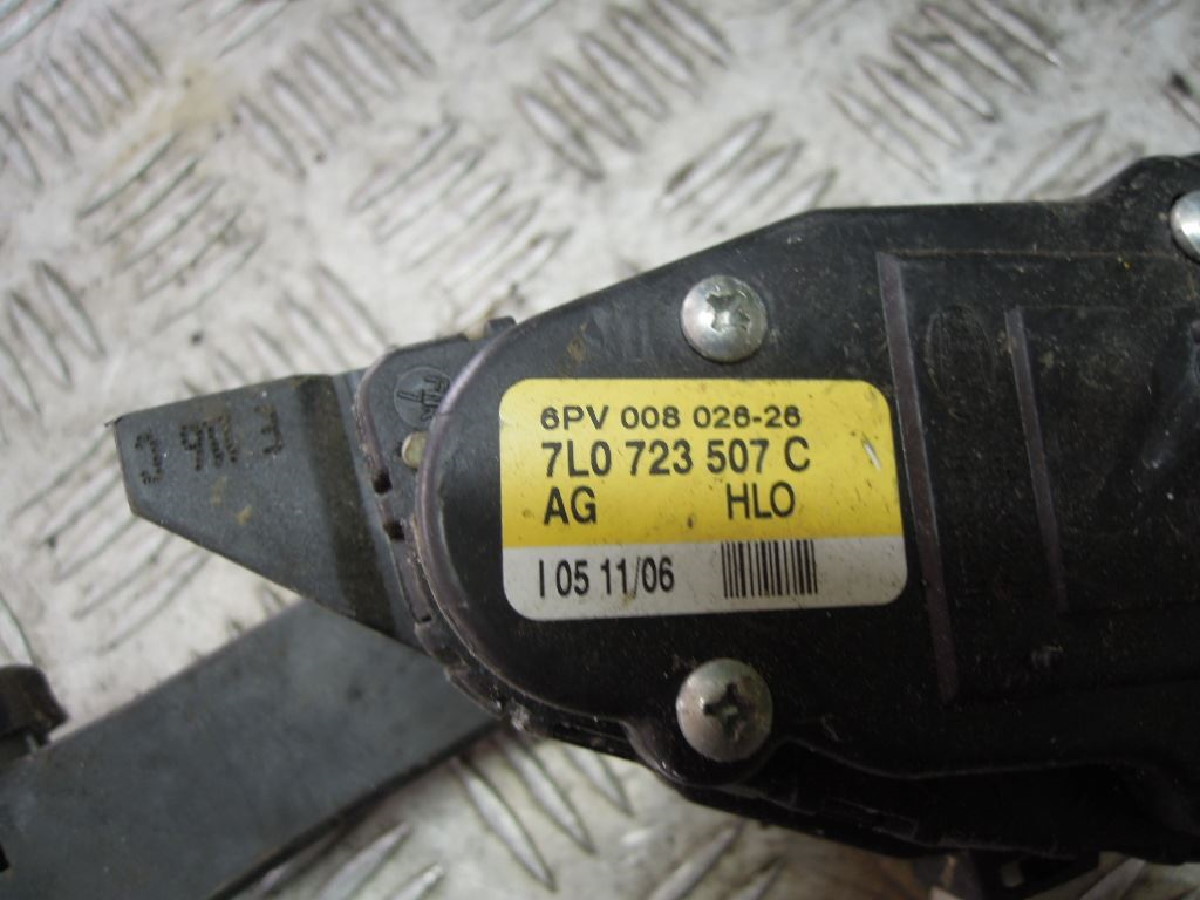 6PV 008 026-26
7L0 723 507 C
AG HLO
I 05 11/06